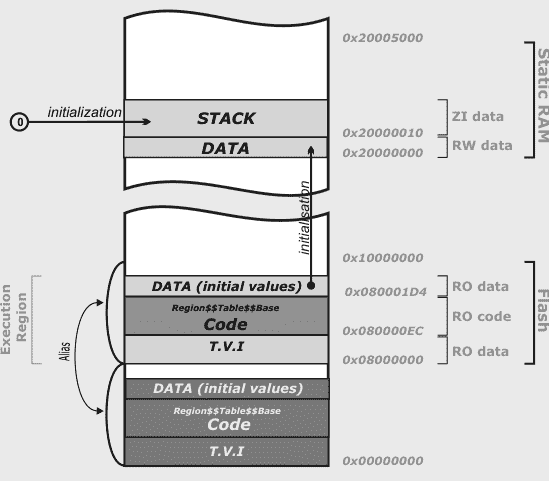 0x20005000
Static RAM
initialization
0
STACK
ZI data
0x20000010
DATA
RW data
0x20000000
initialisation
0x10000000
DATA (initial values)
0x080001D4
RO data
Region$$Table$$Base
Code
RO code
0x080000EC
T.V.I
RO data
0x08000000
Flash
Execution
Region
Alias
DATA (initial values)
Region$$Table$$Base
Code
T.V.I
0x00000000